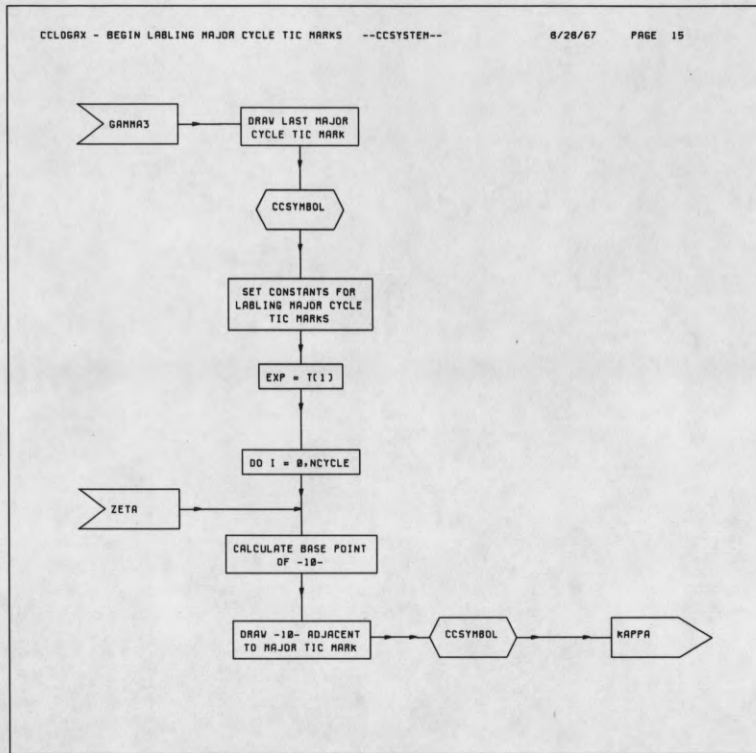 CCLOGAX - BEGIN LABLING MAJOR CYCLE TIC MARKS --CCSYSTEM-- 8/28/67 PAGE 15
GAMMA3
DRAW LAST MAJOR
CYCLE TIC MARK
CCSYMBOL
SET CONSTANTS FOR
LABLING MAJOR CYCLE
TIC MARKS
EXP = T(1)
DO I = 0,NCYCLE
ZETA
CALCULATE BASE POINT
OF -10-
DRAW -10- ADJACENT
TO MAJOR TIC MARK
CCSYMBOL
KAPPA